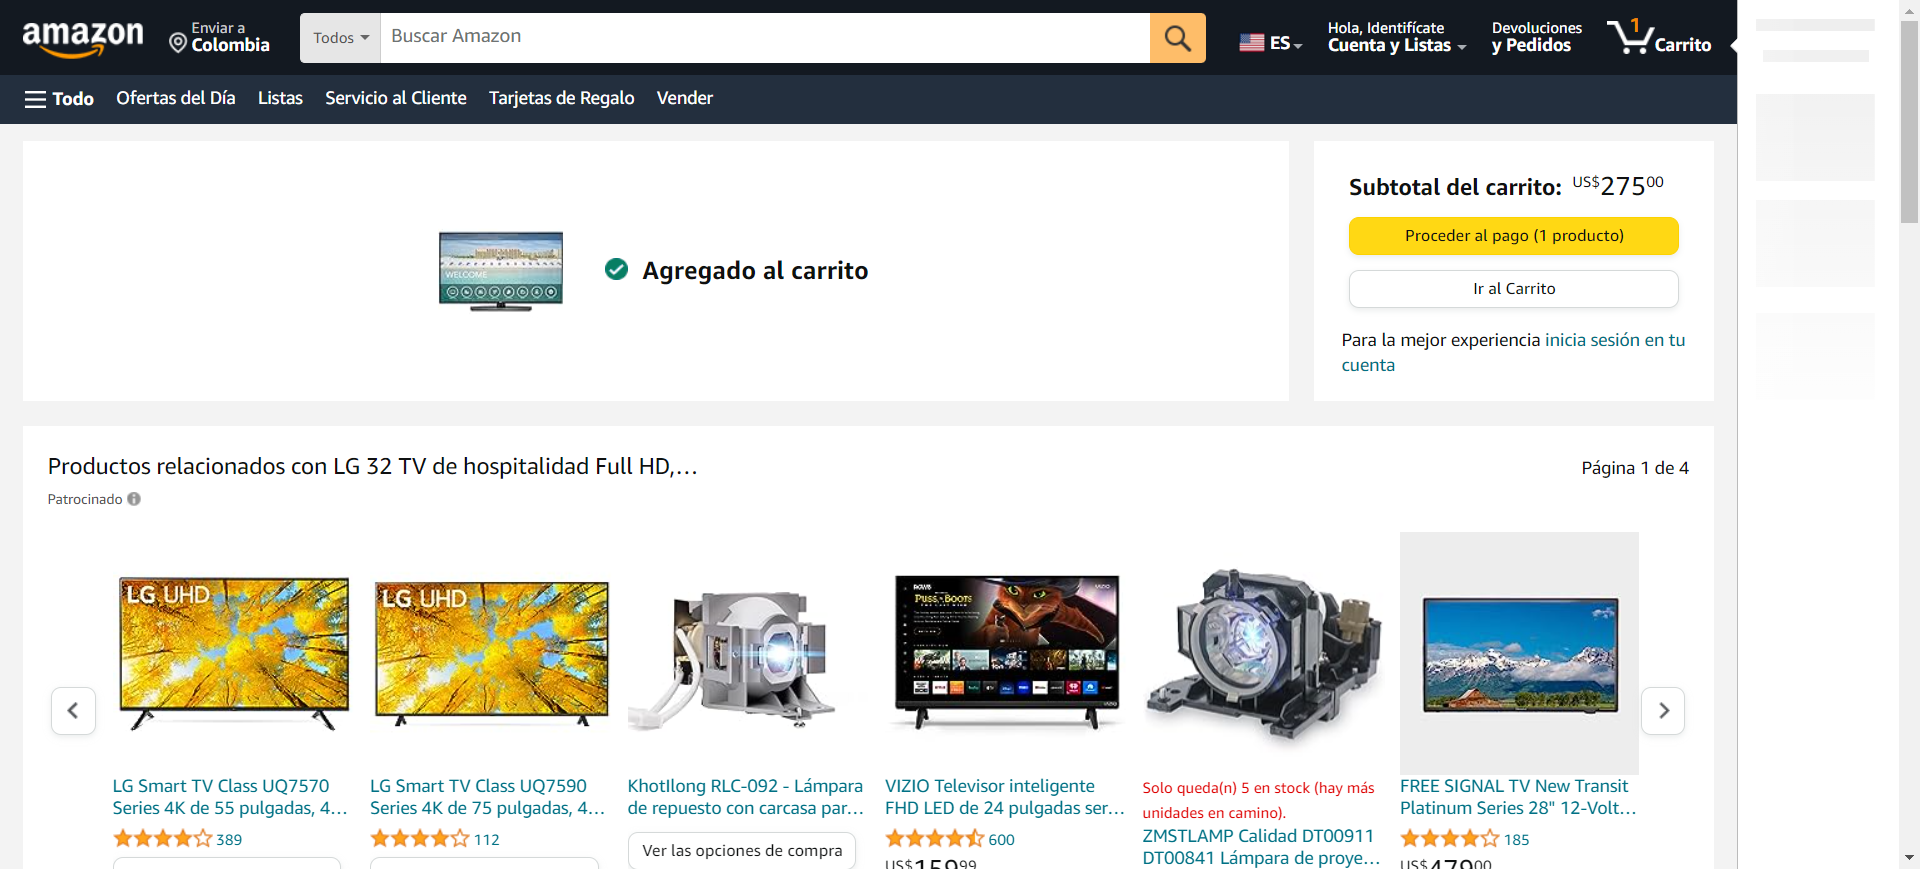 amazon
Enviar a
Colombia
Todos
Buscar Amazon
ES
Hola, Identifícate
Cuenta y Listas
Devoluciones
y Pedidos
1
Carrito
Todo
Ofertas del Día
Listas
Servicio al Cliente
Tarjetas de Regalo
Vender
WELCOME
Agregado al carrito
Subtotal del carrito: US$27500
Proceder al pago (1 producto)
Ir al Carrito
Para la mejor experiencia inicia sesión en tu
cuenta
Productos relacionados con LG 32 TV de hospitalidad Full HD,…
Página 1 de 4
Patrocinado
LG UHD
LG UHD
PUSS BOOTS
VIZIO
LG Smart TV Class UQ7570
Series 4K de 55 pulgadas, 4…
389
LG Smart TV Class UQ7590
Series 4K de 75 pulgadas, 4…
112
KhotIlong RLC-092 - Lámpara
de repuesto con carcasa par…
Ver las opciones de compra
VIZIO Televisor inteligente
FHD LED de 24 pulgadas ser…
600
US$15999
Solo queda(n) 5 en stock (hay más
unidades en camino).
ZMSTLAMP Calidad DT00911
DT00841 Lámpara de proye…
FREE SIGNAL TV New Transit
Platinum Series 28" 12-Volt…
185
US$47900